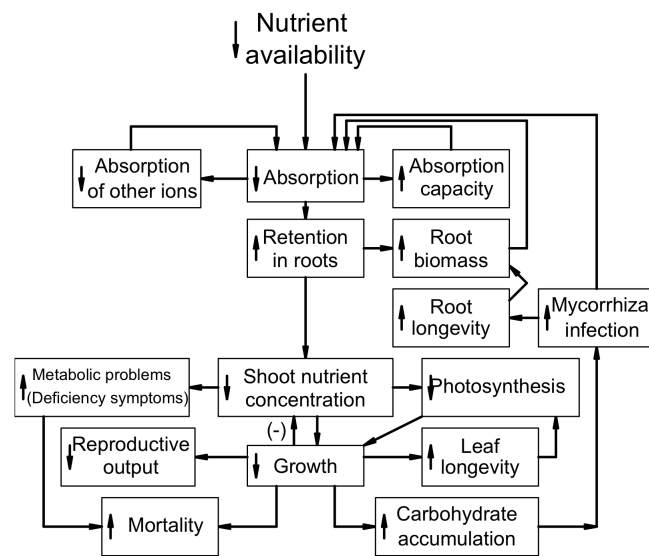 Nutrient
availability
Absorption
of other ions
Absorption
Absorption
capacity
Retention
in roots
Root
biomass
Root
longevity
Mycorrhiza
infection
Metabolic problems
(Deficiency symptoms)
Shoot nutrient
concentration
Photosynthesis
(-)
Reproductive
output
Growth
Leaf
longevity
Mortality
Carbohydrate
accumulation